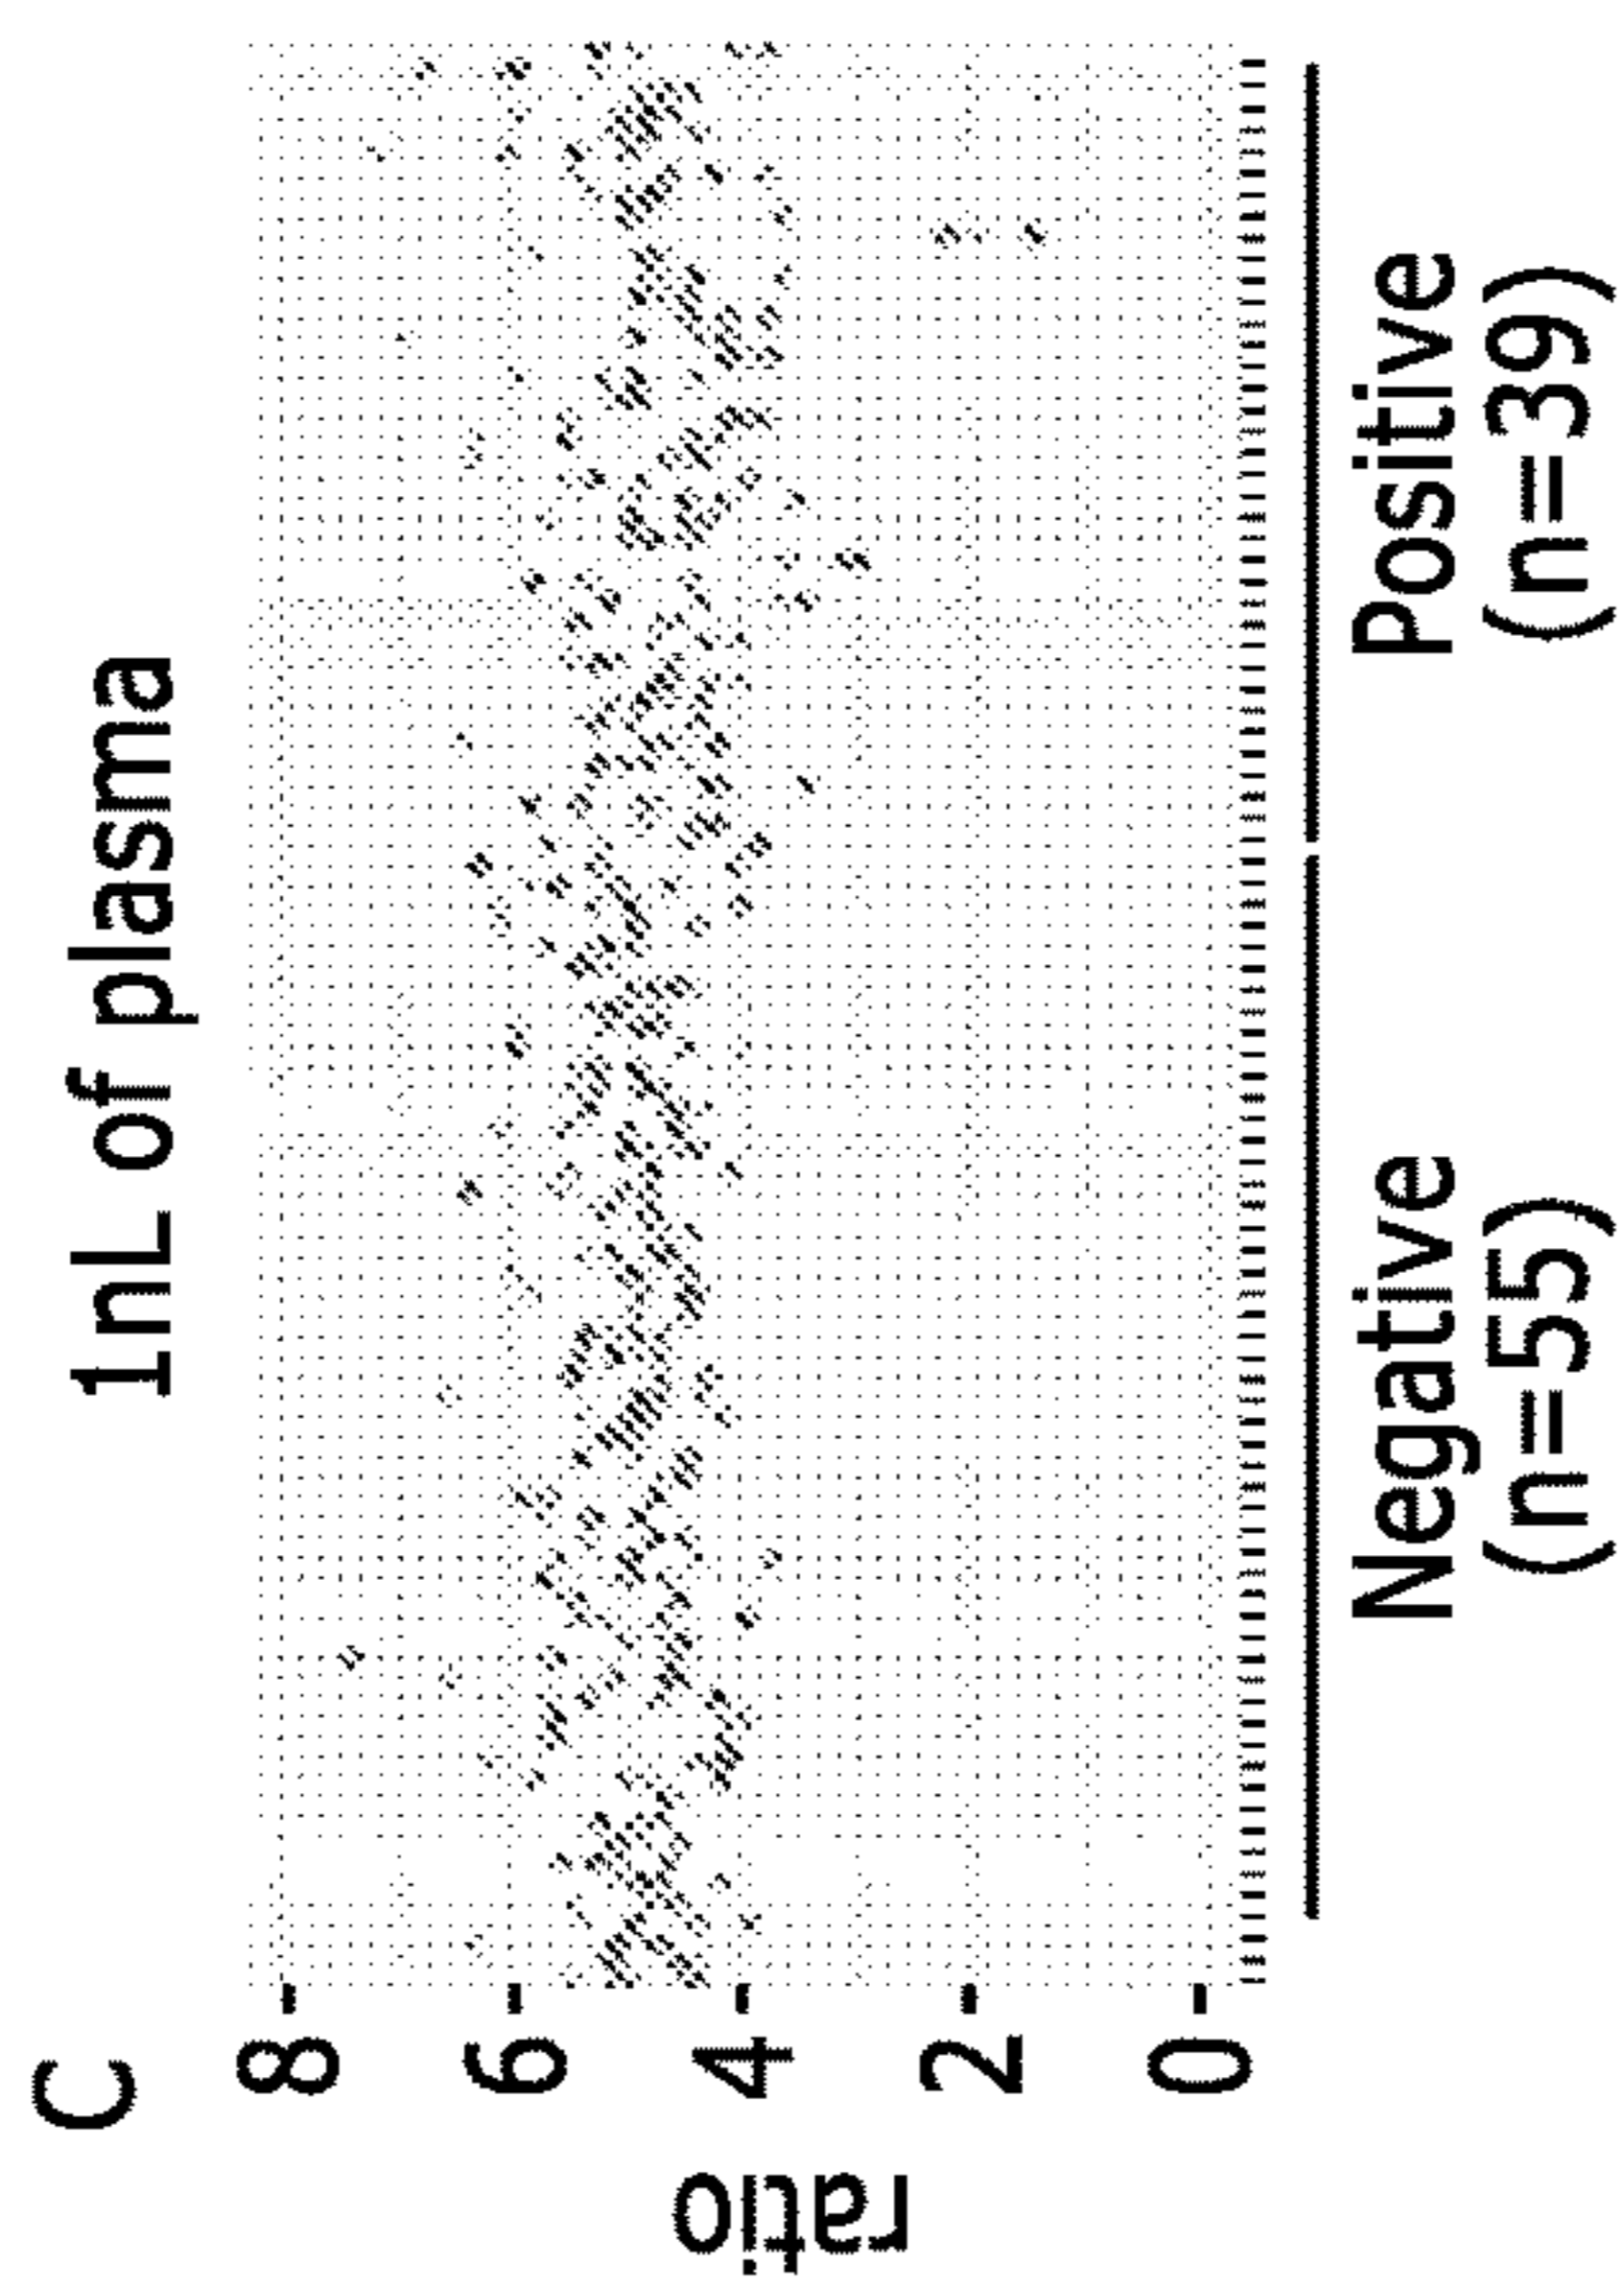 C
1nL of plasma
ratio
8
6
4
2
0
Negative
(n=55)
Positive
(n=39)